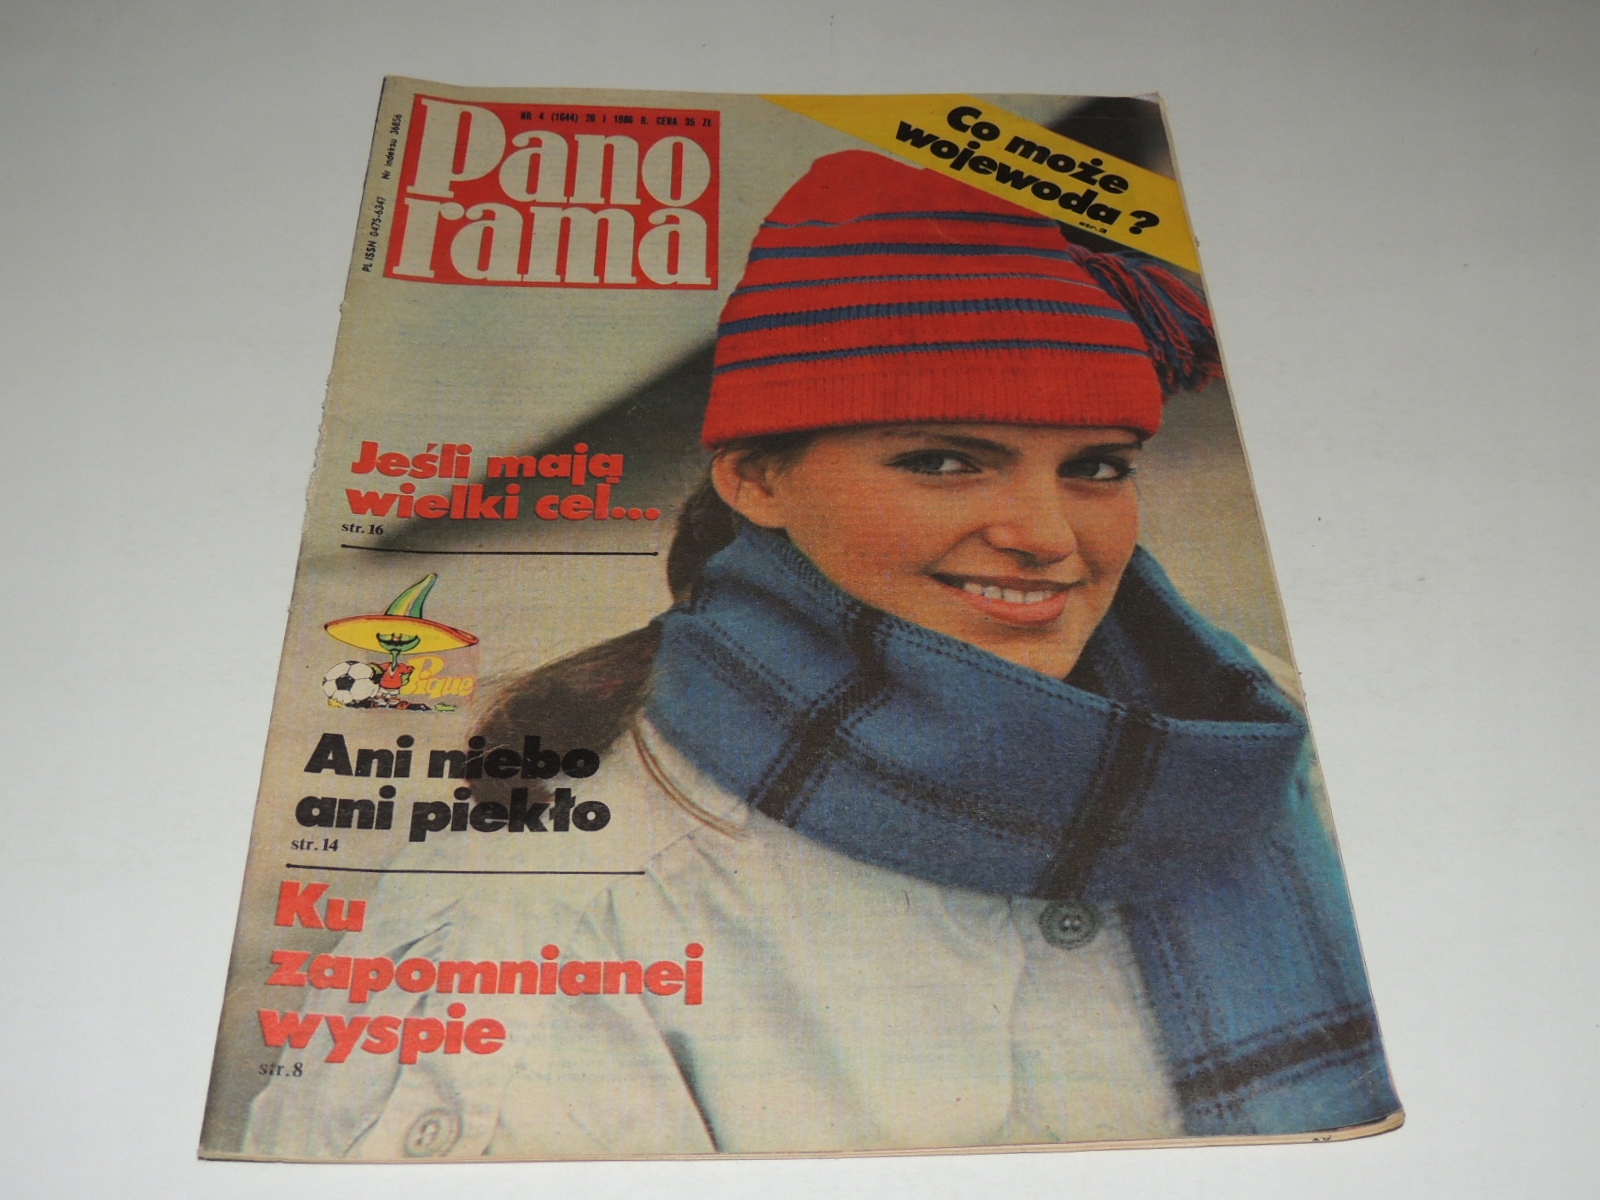 NR 4 (1644) 26 I 1986 R. CENA 35 ZŁ
Pano
rama
PL ISSN 0475-6347 Nr indeksu 36856
Co może
wojewoda?
str. 3
Jeśli mają
wielki cel...
str. 16
Pique
Ani niebo
ani piekło
str. 14
Ku
zapomnianej
wyspie
str. 8